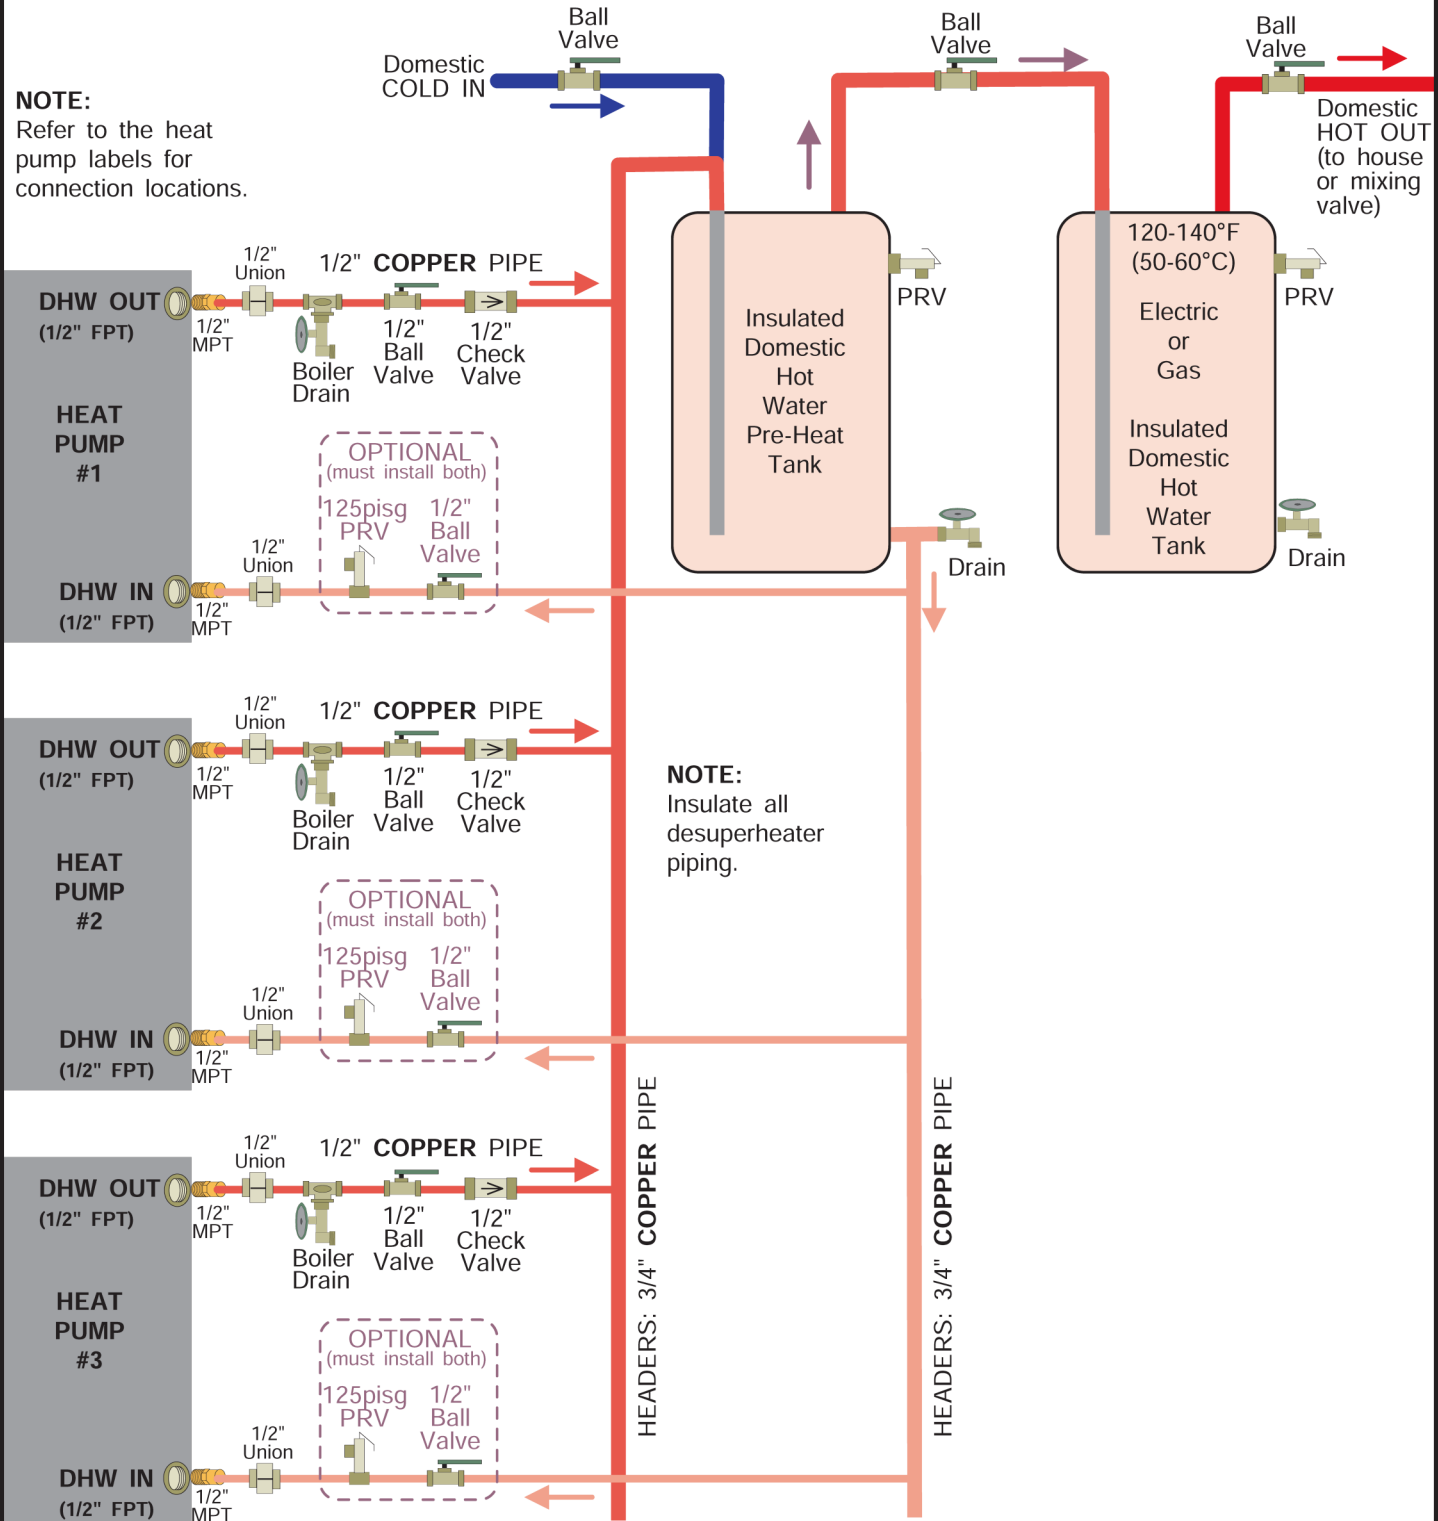 Ball
Valve
Domestic
COLD IN
Ball
Valve
Ball
Valve
Domestic
HOT OUT
(to house
or mixing
valve)
NOTE:
Refer to the heat
pump labels for
connection locations.
120-140°F
(50-60°C)
Electric
or
Gas
Insulated
Domestic
Hot
Water
Tank
PRV
Drain
Insulated
Domestic
Hot
Water
Pre-Heat
Tank
PRV
Drain
1/2"
Union
1/2" COPPER PIPE
DHW OUT
(1/2" FPT)
1/2"
MPT
Boiler
Drain
1/2"
Ball
Valve
1/2"
Check
Valve
HEAT
PUMP
#1
OPTIONAL
(must install both)
125pisg
PRV
1/2"
Ball
Valve
1/2"
Union
DHW IN
(1/2" FPT)
1/2"
MPT
1/2"
Union
1/2" COPPER PIPE
DHW OUT
(1/2" FPT)
1/2"
MPT
Boiler
Drain
1/2"
Ball
Valve
1/2"
Check
Valve
NOTE:
Insulate all
desuperheater
piping.
HEAT
PUMP
#2
OPTIONAL
(must install both)
125pisg
PRV
1/2"
Ball
Valve
1/2"
Union
DHW IN
(1/2" FPT)
1/2"
MPT
HEADERS: 3/4" COPPER PIPE
HEADERS: 3/4" COPPER PIPE
1/2"
Union
1/2" COPPER PIPE
DHW OUT
(1/2" FPT)
1/2"
MPT
Boiler
Drain
1/2"
Ball
Valve
1/2"
Check
Valve
HEAT
PUMP
#3
OPTIONAL
(must install both)
125pisg
PRV
1/2"
Ball
Valve
1/2"
Union
DHW IN
(1/2" FPT)
1/2"
MPT